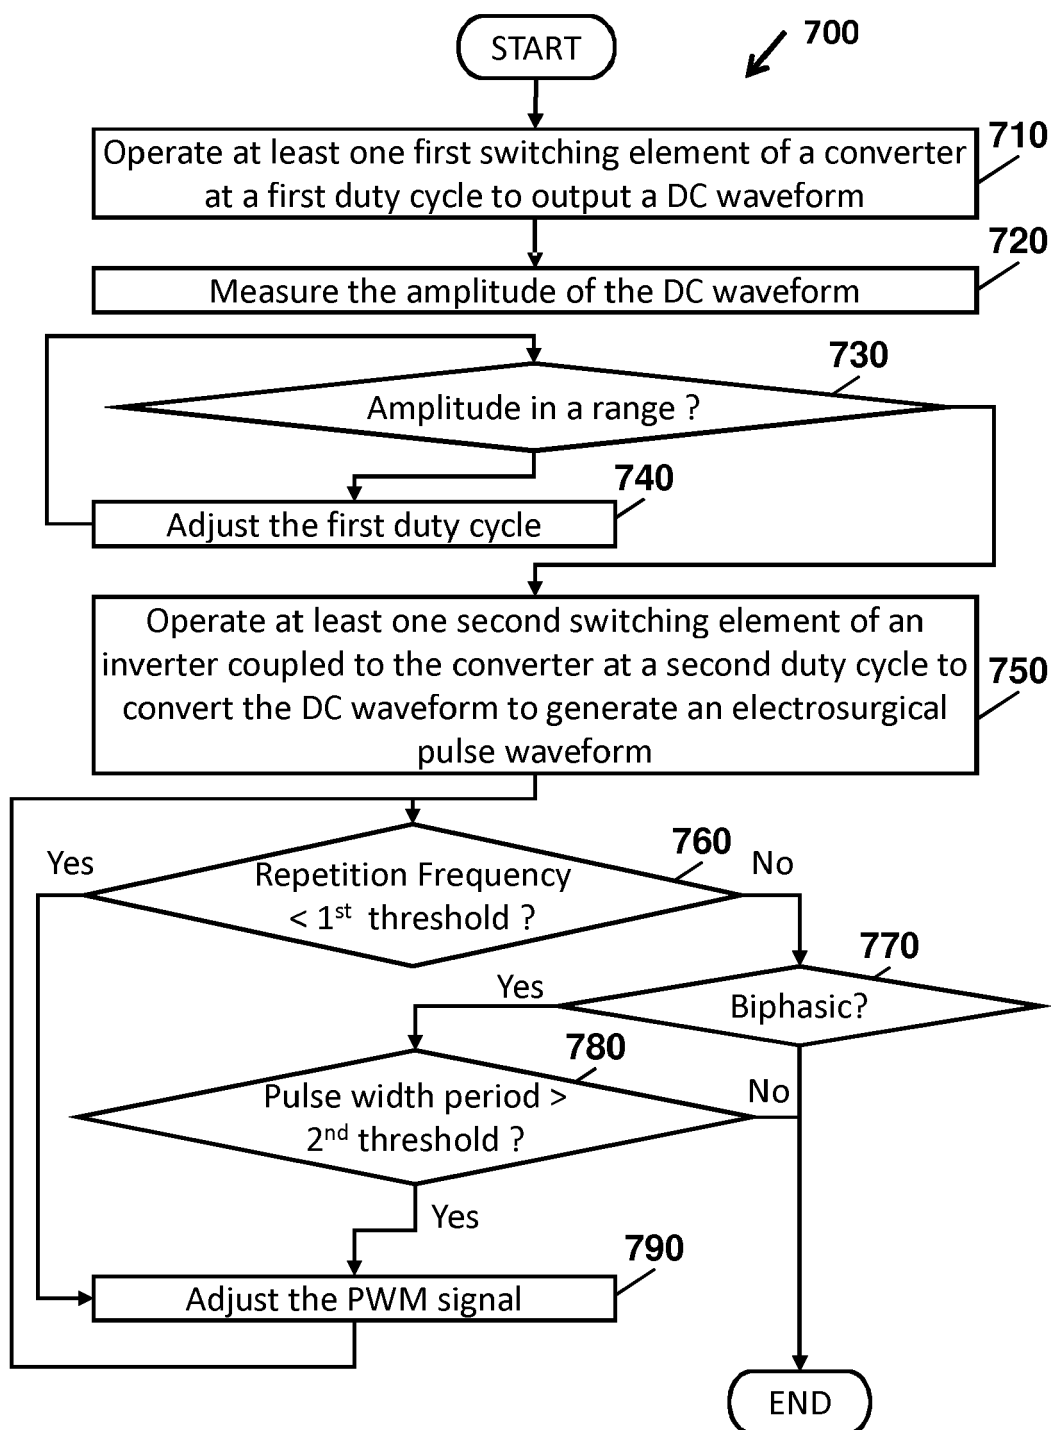 START
700
710
Operate at least one first switching element of a converter
at a first duty cycle to output a DC waveform
720
Measure the amplitude of the DC waveform
730
Amplitude in a range ?
740
Adjust the first duty cycle
Operate at least one second switching element of an
inverter coupled to the converter at a second duty cycle to
convert the DC waveform to generate an electrosurgical
pulse waveform
750
760
Yes
No
Repetition Frequency
< 1st threshold ?
770
Yes
Biphasic?
780
Pulse width period >
2nd threshold ?
No
Yes
790
Adjust the PWM signal
END